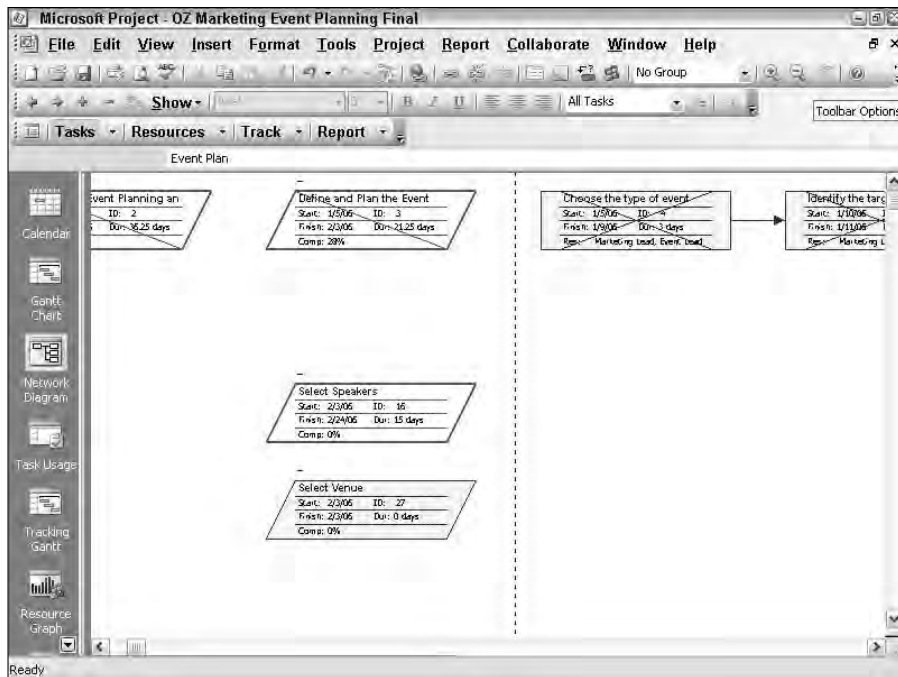 Microsoft Project - OZ Marketing Event Planning Final
File Edit View Insert Format Tools Project Report Collaborate Window Help
No Group
Show All Tasks
Toolbar Options
Tasks Resources Track Report
Event Plan
Calendar
Gantt Chart
Network Diagram
Task Usage
Tracking Gantt
Resource Graph
Event Planning an
ID: 2
Dur: 36.25 days
Define and Plan the Event
Start: 1/5/06 ID: 3
Finish: 2/3/06 Dur: 21.25 days
Comp: 28%
Choose the type of event
Start: 1/5/06 ID: 4
Finish: 1/9/06 Dur: 3 days
Res: Marketing Lead, Event Lead
Identify the targ
Start: 1/10/06
Finish: 1/11/06
Res: Marketing L
Select Speakers
Start: 2/3/06 ID: 16
Finish: 2/24/06 Dur: 15 days
Comp: 0%
Select Venue
Start: 2/3/06 ID: 27
Finish: 2/3/06 Dur: 0 days
Comp: 0%
Ready